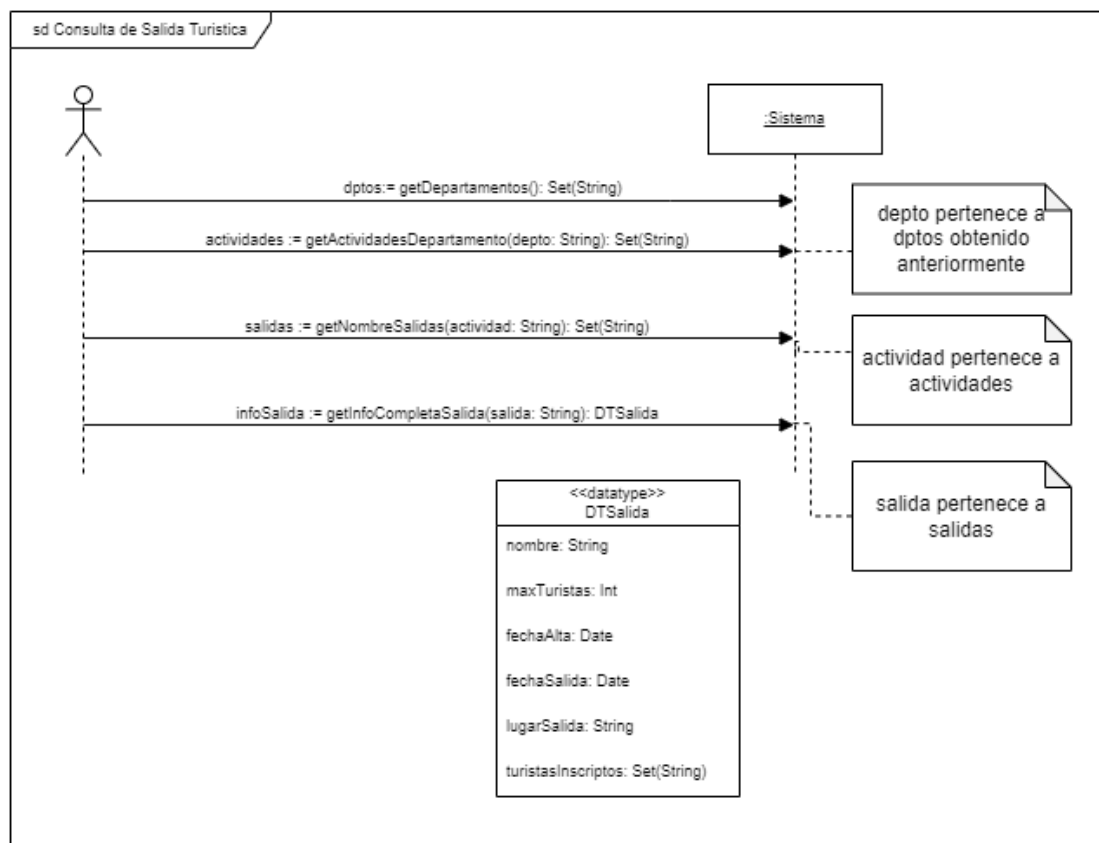 sd Consulta de Salida Turistica
:Sistema
dptos:= getDepartamentos(): Set(String)
depto pertenece a
dptos obtenido
anteriormente
actividades := getActividadesDepartamento(depto: String): Set(String)
salidas := getNombreSalidas(actividad: String): Set(String)
actividad pertenece a
actividades
infoSalida := getInfoCompletaSalida(salida: String): DTSalida
salida pertenece a
salidas
<<datatype>>
DTSalida
nombre: String
maxTuristas: Int
fechaAlta: Date
fechaSalida: Date
lugarSalida: String
turistasInscriptos: Set(String)